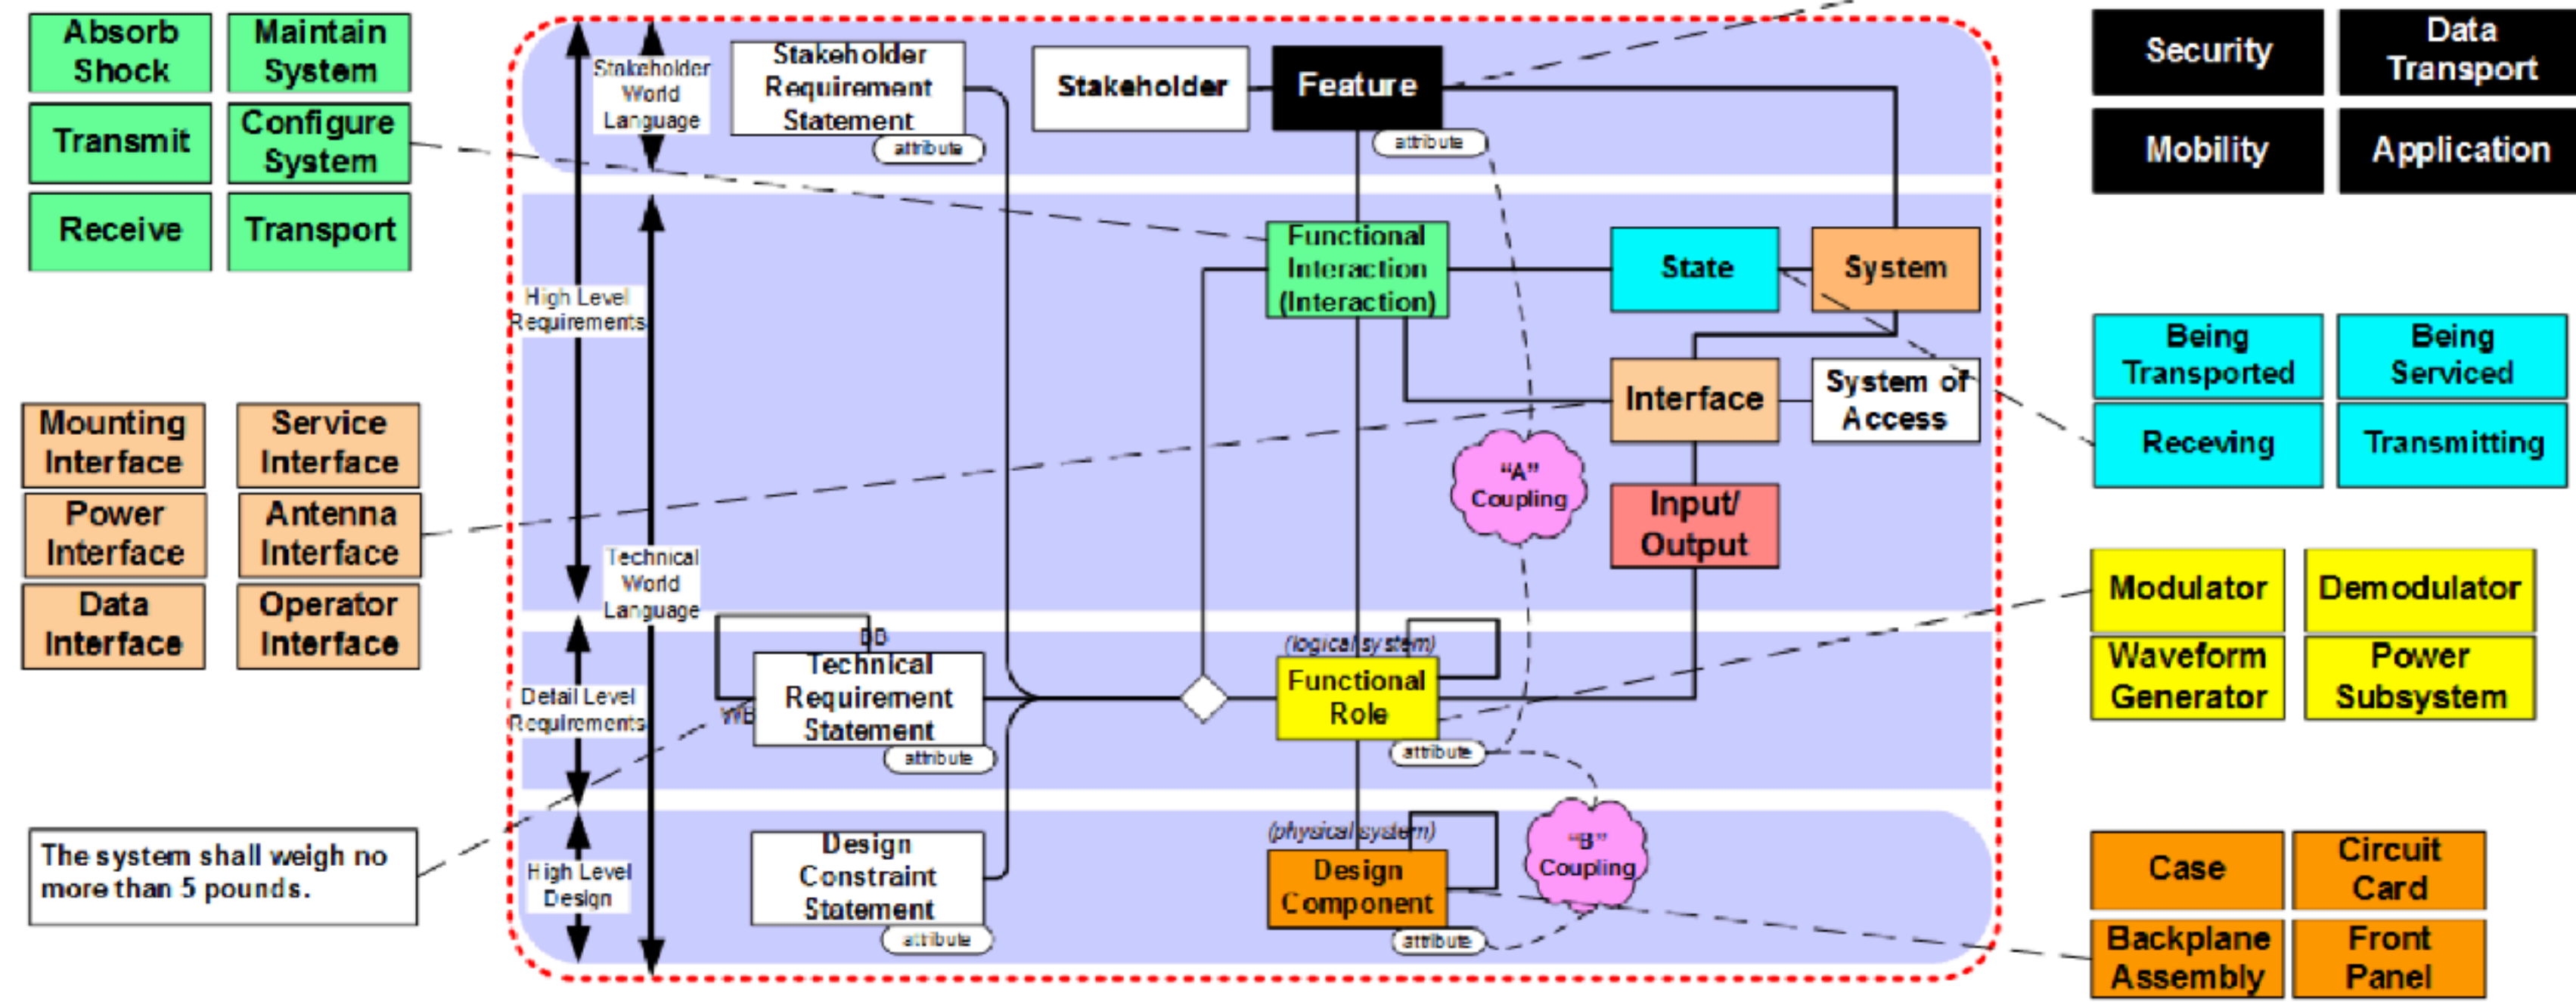 Absorb
Shock
Maintain
System
Transmit
Configure
System
Receive
Transport
Mounting
Interface
Service
Interface
Power
Interface
Antenna
Interface
Data
Interface
Operator
Interface
The system shall weigh no
more than 5 pounds.
Stakeholder
World
Language
High Level
Requirements
Technical
World
Language
Detail Level
Requirements
High Level
Design
Stakeholder
Requirement
Statement
attribute
Stakeholder
Feature
attribute
Functional
Interaction
(Interaction)
State
System
Interface
System of
Access
"A"
Coupling
Input/
Output
BB
Technical
Requirement
Statement
WB
attribute
(logical system)
Functional
Role
attribute
Design
Constraint
Statement
attribute
(physical system)
Design
Component
attribute
"B"
Coupling
Security
Data
Transport
Mobility
Application
Being
Transported
Being
Serviced
Receving
Transmitting
Modulator
Demodulator
Waveform
Generator
Power
Subsystem
Case
Circuit
Card
Backplane
Assembly
Front
Panel